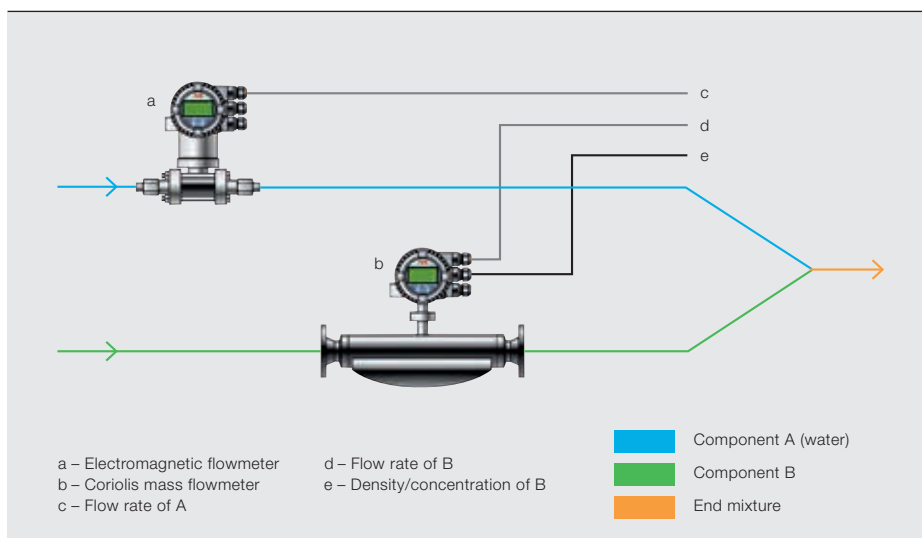 a
c
d
e
b
a – Electromagnetic flowmeter
b – Coriolis mass flowmeter
c – Flow rate of A
d – Flow rate of B
e – Density/concentration of B
Component A (water)
Component B
End mixture